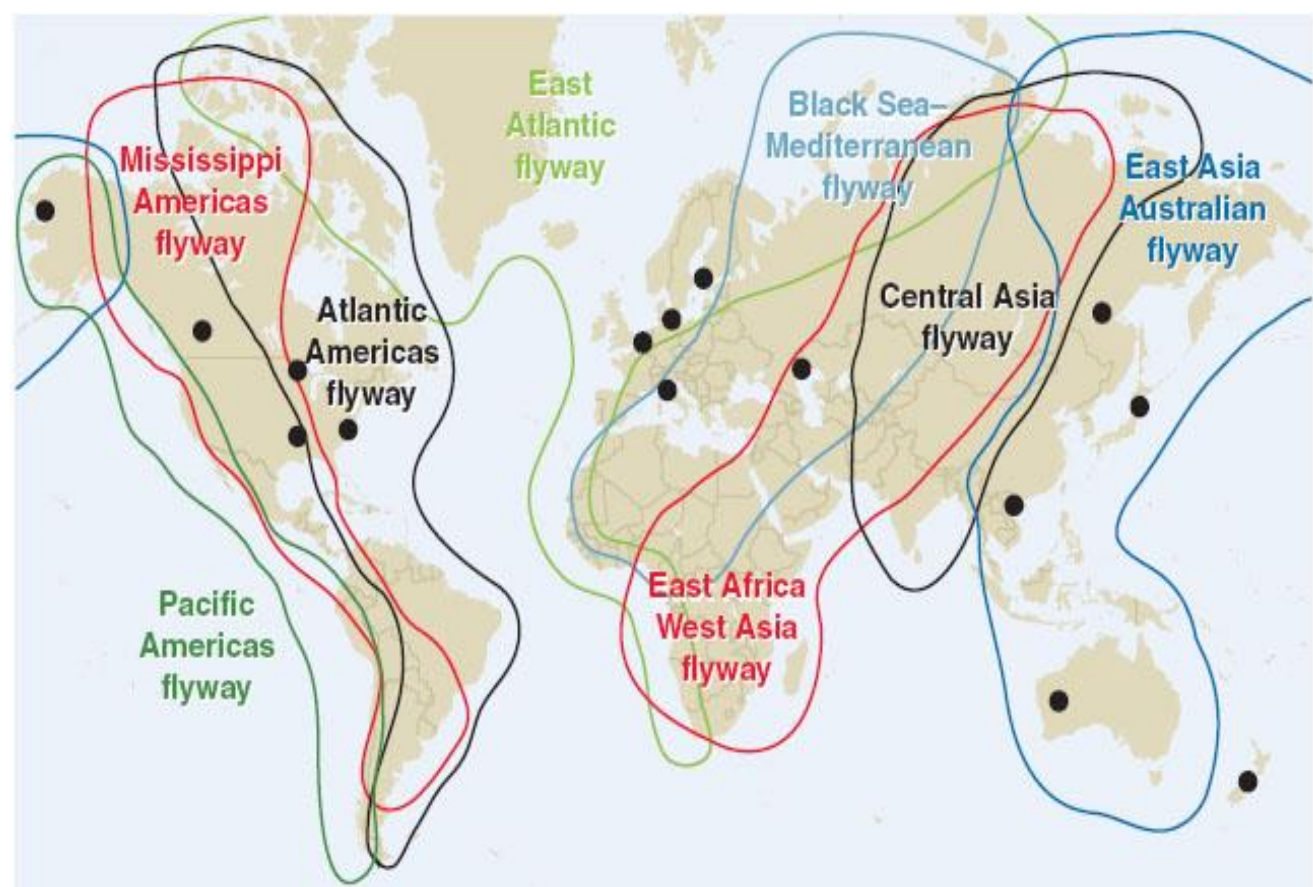 East
Atlantic
flyway
Black Sea–
Mediterranean
flyway
Mississippi
Americas
flyway
East Asia
Australian
flyway
Atlantic
Americas
flyway
Central Asia
flyway
Pacific
Americas
flyway
East Africa
West Asia
flyway